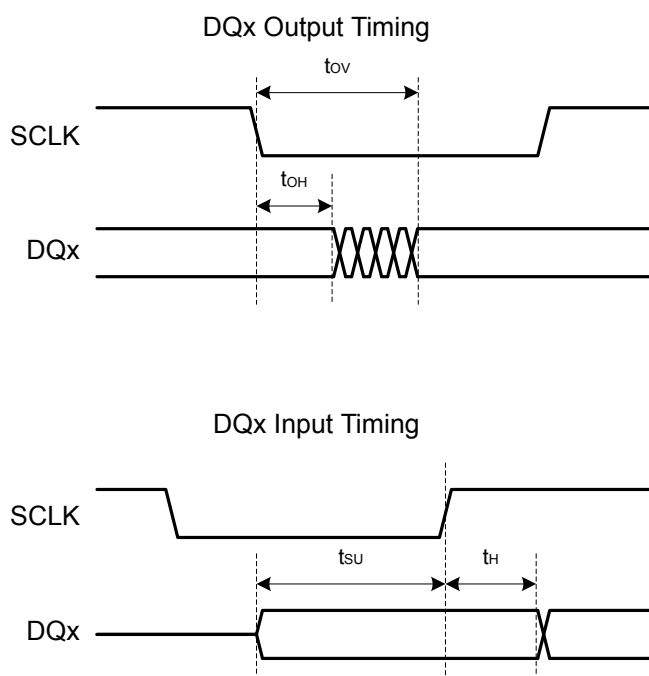 DQx Output Timing
tOV
SCLK
tOH
DQx
DQx Input Timing
SCLK
tSU
tH
DQx